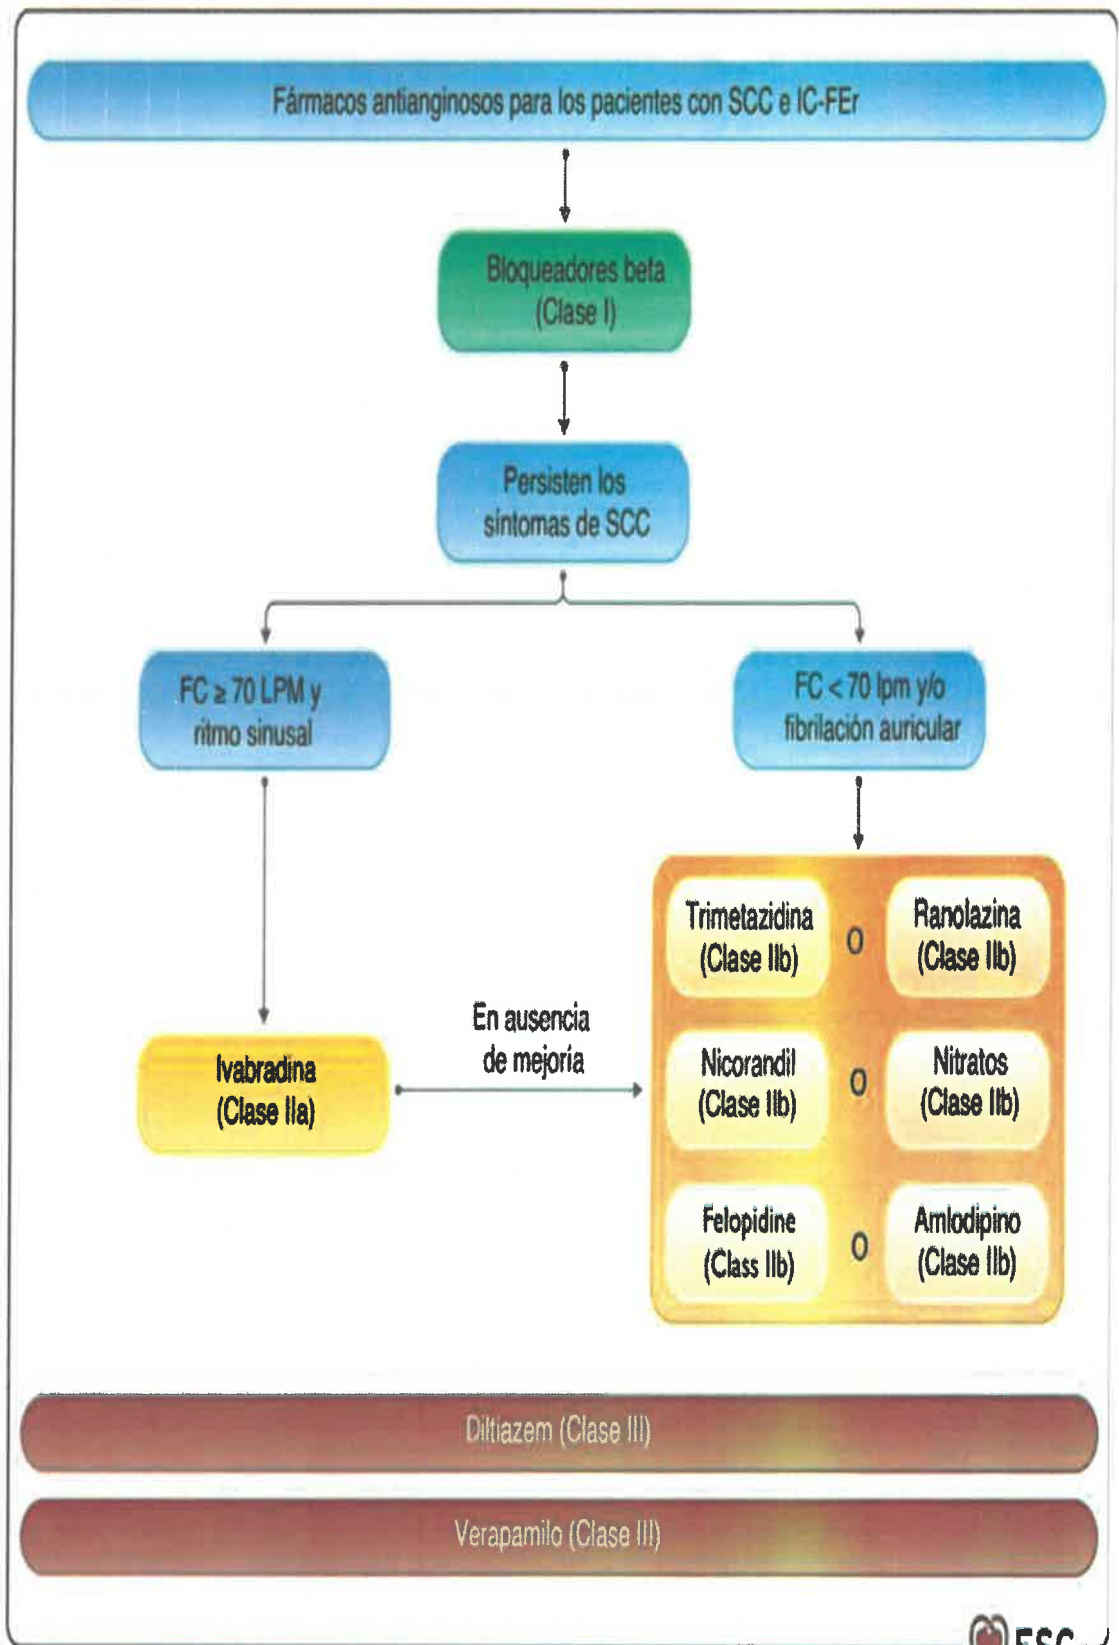 Fármacos antianginosos para los pacientes con SCC e IC-FEr
Bloqueadores beta
(Clase I)
Persisten los
síntomas de SCC
FC ≥ 70 LPM y
ritmo sinusal
FC < 70 lpm y/o
fibrilación auricular
Trimetazidina
(Clase IIb)
O
Ranolazina
(Clase IIb)
En ausencia
de mejoría
Ivabradina
(Clase IIa)
Nicorandil
(Clase IIb)
O
Nitratos
(Clase IIb)
Felopidine
(Class IIb)
O
Amlodipino
(Clase IIb)
Diltiazem (Clase III)
Verapamilo (Clase III)
ESC